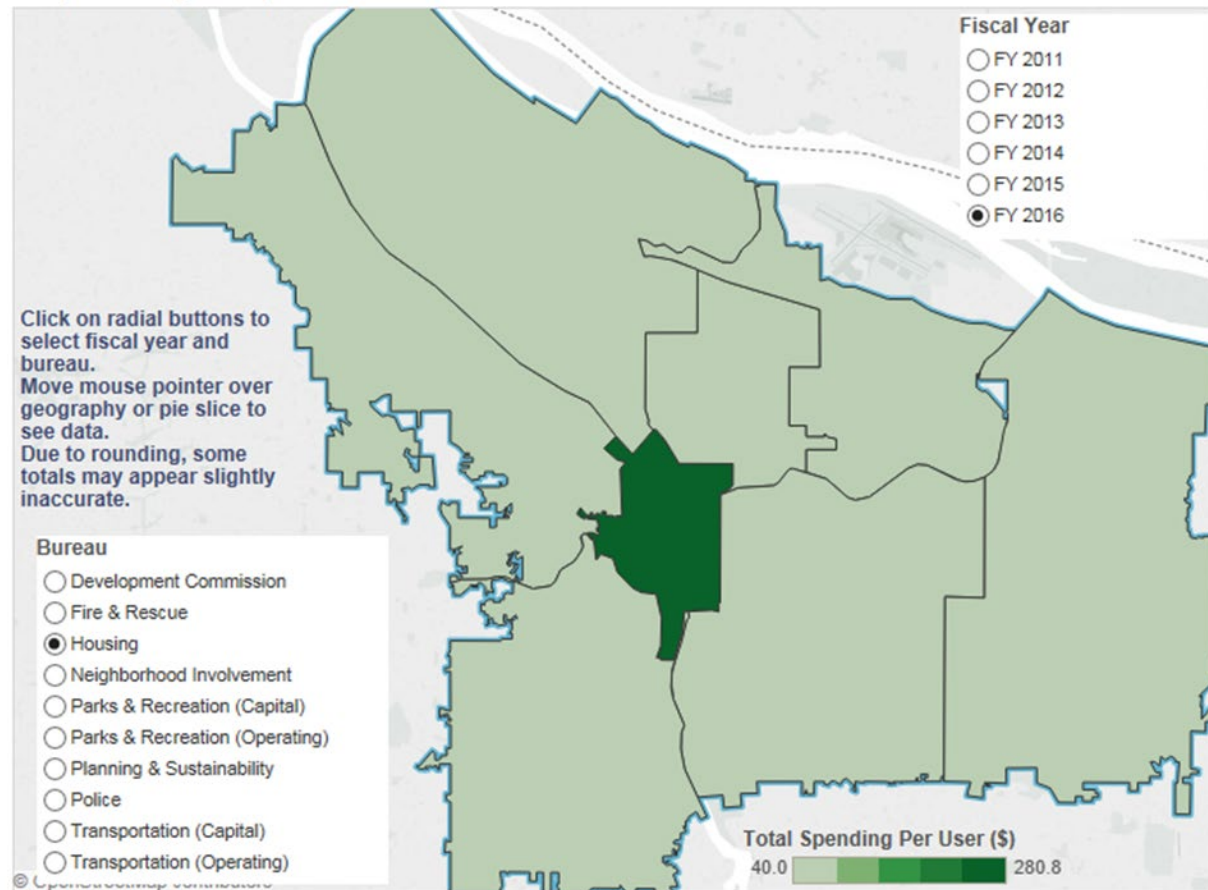 Fiscal Year
FY 2011
FY 2012
FY 2013
FY 2014
FY 2015
FY 2016
Click on radial buttons to
select fiscal year and
bureau.
Move mouse pointer over
geography or pie slice to
see data.
Due to rounding, some
totals may appear slightly
inaccurate.
Bureau
Development Commission
Fire & Rescue
Housing
Neighborhood Involvement
Parks & Recreation (Capital)
Parks & Recreation (Operating)
Planning & Sustainability
Police
Transportation (Capital)
Transportation (Operating)
Total Spending Per User ($)
40.0 280.8
© OpenStreetMap contributors